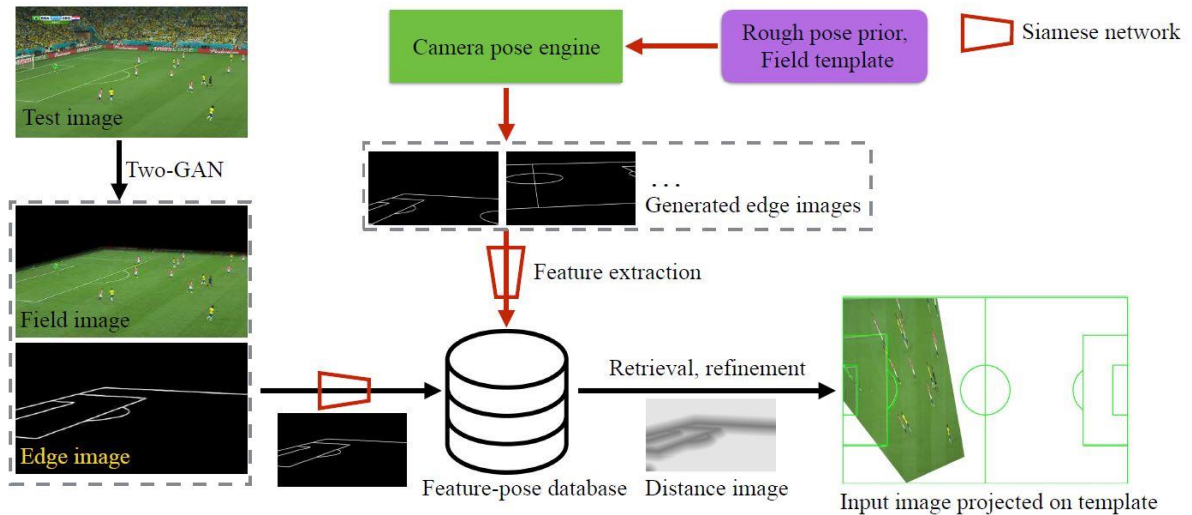 Camera pose engine
Rough pose prior,
Field template
Siamese network
Test image
Two-GAN
. . .
Generated edge images
Feature extraction
Field image
Retrieval, refinement
Edge image
Feature-pose database
Distance image
Input image projected on template